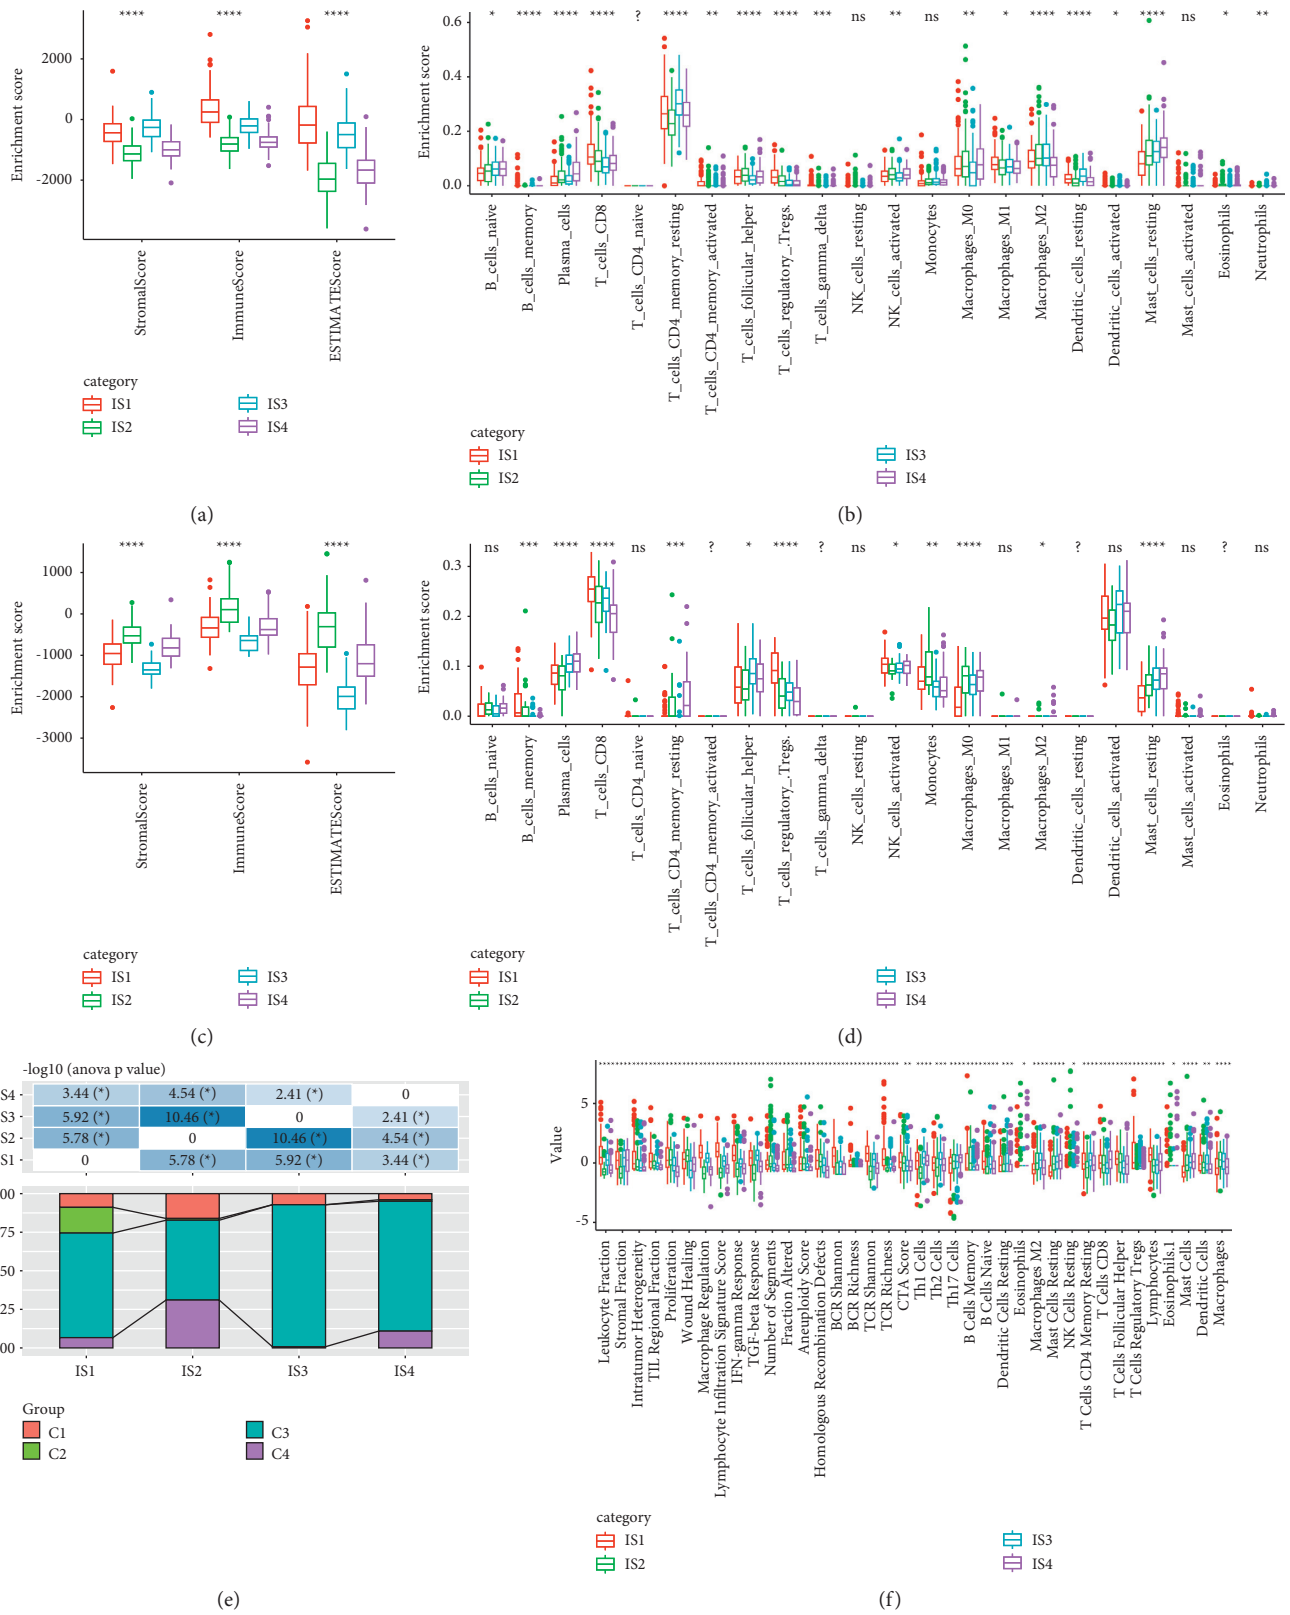 **** **** ****
Enrichment score
2000
0
-2000
StromalScore
ImmuneScore
ESTIMATEScore
category
IS1
IS2
IS3
IS4
(a)
* **** **** **** ? **** ** **** **** *** ns ** ns ** * **** **** * **** ns * **
Enrichment score
0.6
0.4
0.2
0.0
B_cells_naive
B_cells_memory
Plasma_cells
T_cells_CD8
T_cells_CD4_naive
T_cells_CD4_memory_resting
T_cells_CD4_memory_activated
T_cells_follicular_helper
T_cells_regulatory_.Tregs.
T_cells_gamma_delta
NK_cells_resting
NK_cells_activated
Monocytes
Macrophages_M0
Macrophages_M1
Macrophages_M2
Dendritic_cells_resting
Dendritic_cells_activated
Mast_cells_resting
Mast_cells_activated
Eosinophils
Neutrophils
category
IS1
IS2
IS3
IS4
(b)
**** **** ****
Enrichment score
1000
0
-1000
-2000
-3000
StromalScore
ImmuneScore
ESTIMATEScore
category
IS1
IS2
IS3
IS4
(c)
ns *** **** **** ns *** ? * **** ? ns * ** **** ns * ? ns **** ns ? ns
Enrichment score
0.3
0.2
0.1
0.0
B_cells_naive
B_cells_memory
Plasma_cells
T_cells_CD8
T_cells_CD4_naive
T_cells_CD4_memory_resting
T_cells_CD4_memory_activated
T_cells_follicular_helper
T_cells_regulatory_.Tregs.
T_cells_gamma_delta
NK_cells_resting
NK_cells_activated
Monocytes
Macrophages_M0
Macrophages_M1
Macrophages_M2
Dendritic_cells_resting
Dendritic_cells_activated
Mast_cells_resting
Mast_cells_activated
Eosinophils
Neutrophils
category
IS1
IS2
IS3
IS4
(d)
-log10 (anova p value)
S4 3.44 (*) 4.54 (*) 2.41 (*) 0
S3 5.92 (*) 10.46 (*) 0 2.41 (*)
S2 5.78 (*) 0 10.46 (*) 4.54 (*)
S1 0 5.78 (*) 5.92 (*) 3.44 (*)
00
75
50
25
00
IS1 IS2 IS3 IS4
Group
C1
C2
C3
C4
(e)
Value
5
0
-5
Leukocyte Fraction
Stromal Fraction
Intratumor Heterogeneity
TIL Regional Fraction
Proliferation
Wound Healing
Macrophage Regulation
Lymphocyte Infiltration Signature Score
IFN-gamma Response
TGF-beta Response
Number of Segments
Fraction Altered
Aneuploidy Score
Homologous Recombination Defects
BCR Shannon
BCR Richness
TCR Shannon
TCR Richness
CTA Score
Th1 Cells
Th2 Cells
Th17 Cells
B Cells Memory
B Cells Naive
Dendritic Cells Resting
Eosinophils
Macrophages M2
Mast Cells Resting
NK Cells Resting
T Cells CD4 Memory Resting
T Cells CD8
T Cells Follicular Helper
T Cells Regulatory Tregs
Lymphocytes
Eosinophils.1
Mast Cells
Dendritic Cells
Macrophages
category
IS1
IS2
IS3
IS4
(f)